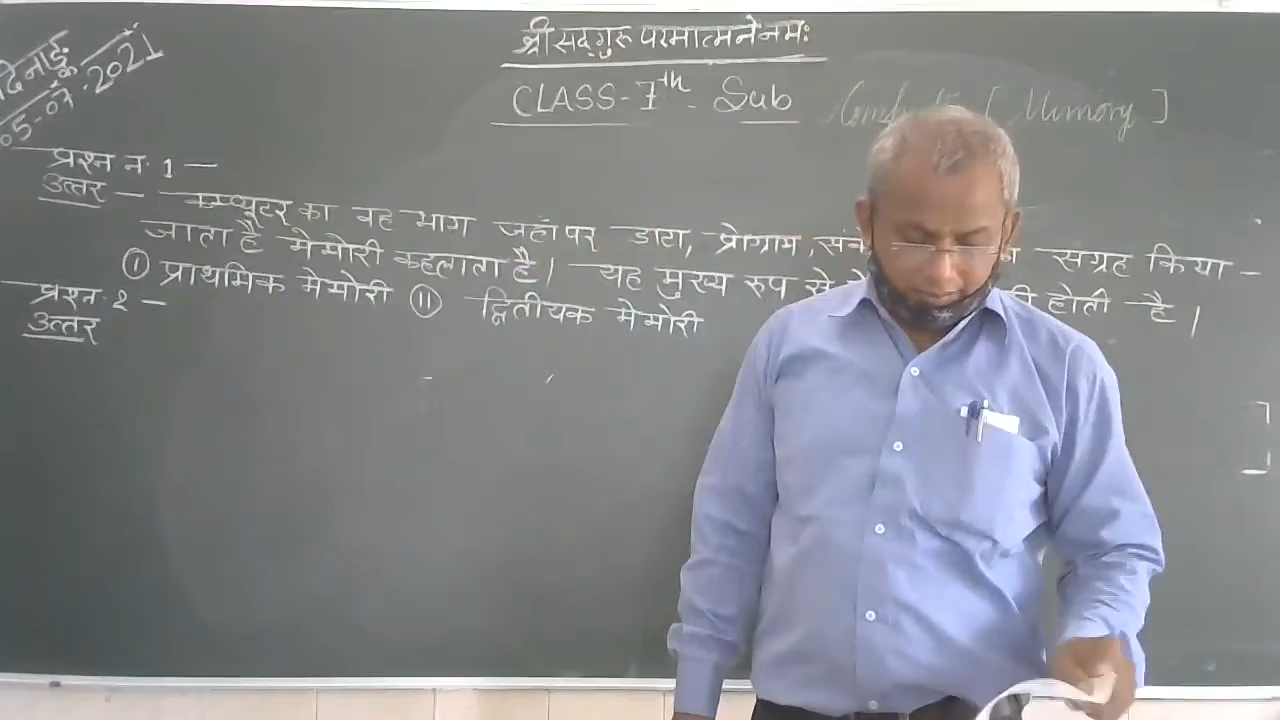 श्री सद्गुरु परमात्मने नमः
दिनाङ्क
05-07-2021
CLASS-7th - Sub [Memory]
प्रश्न न. 1 —
उत्तर — कम्प्यूटर का वह भाग जहाँ पर डाटा, प्रोग्राम, संग्रह किया -
जाता है मेमोरी कहलाता है। यह मुख्य रुप से होती है।
① प्राथमिक मेमोरी ⑪ द्वितीयक मेमोरी
प्रश्न. 2 —
उत्तर